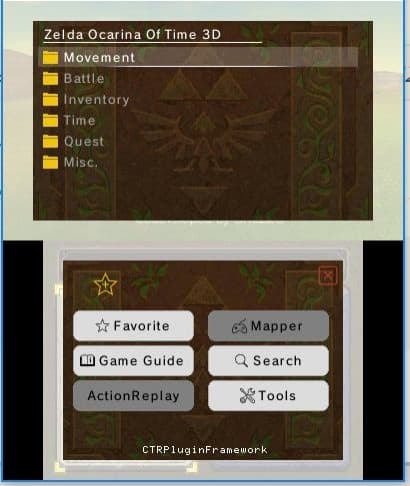 Zelda Ocarina Of Time 3D
Movement
Battle
Inventory
Time
Quest
Misc.
Favorite
Mapper
Game Guide
Search
ActionReplay
Tools
CTRPluginFramework